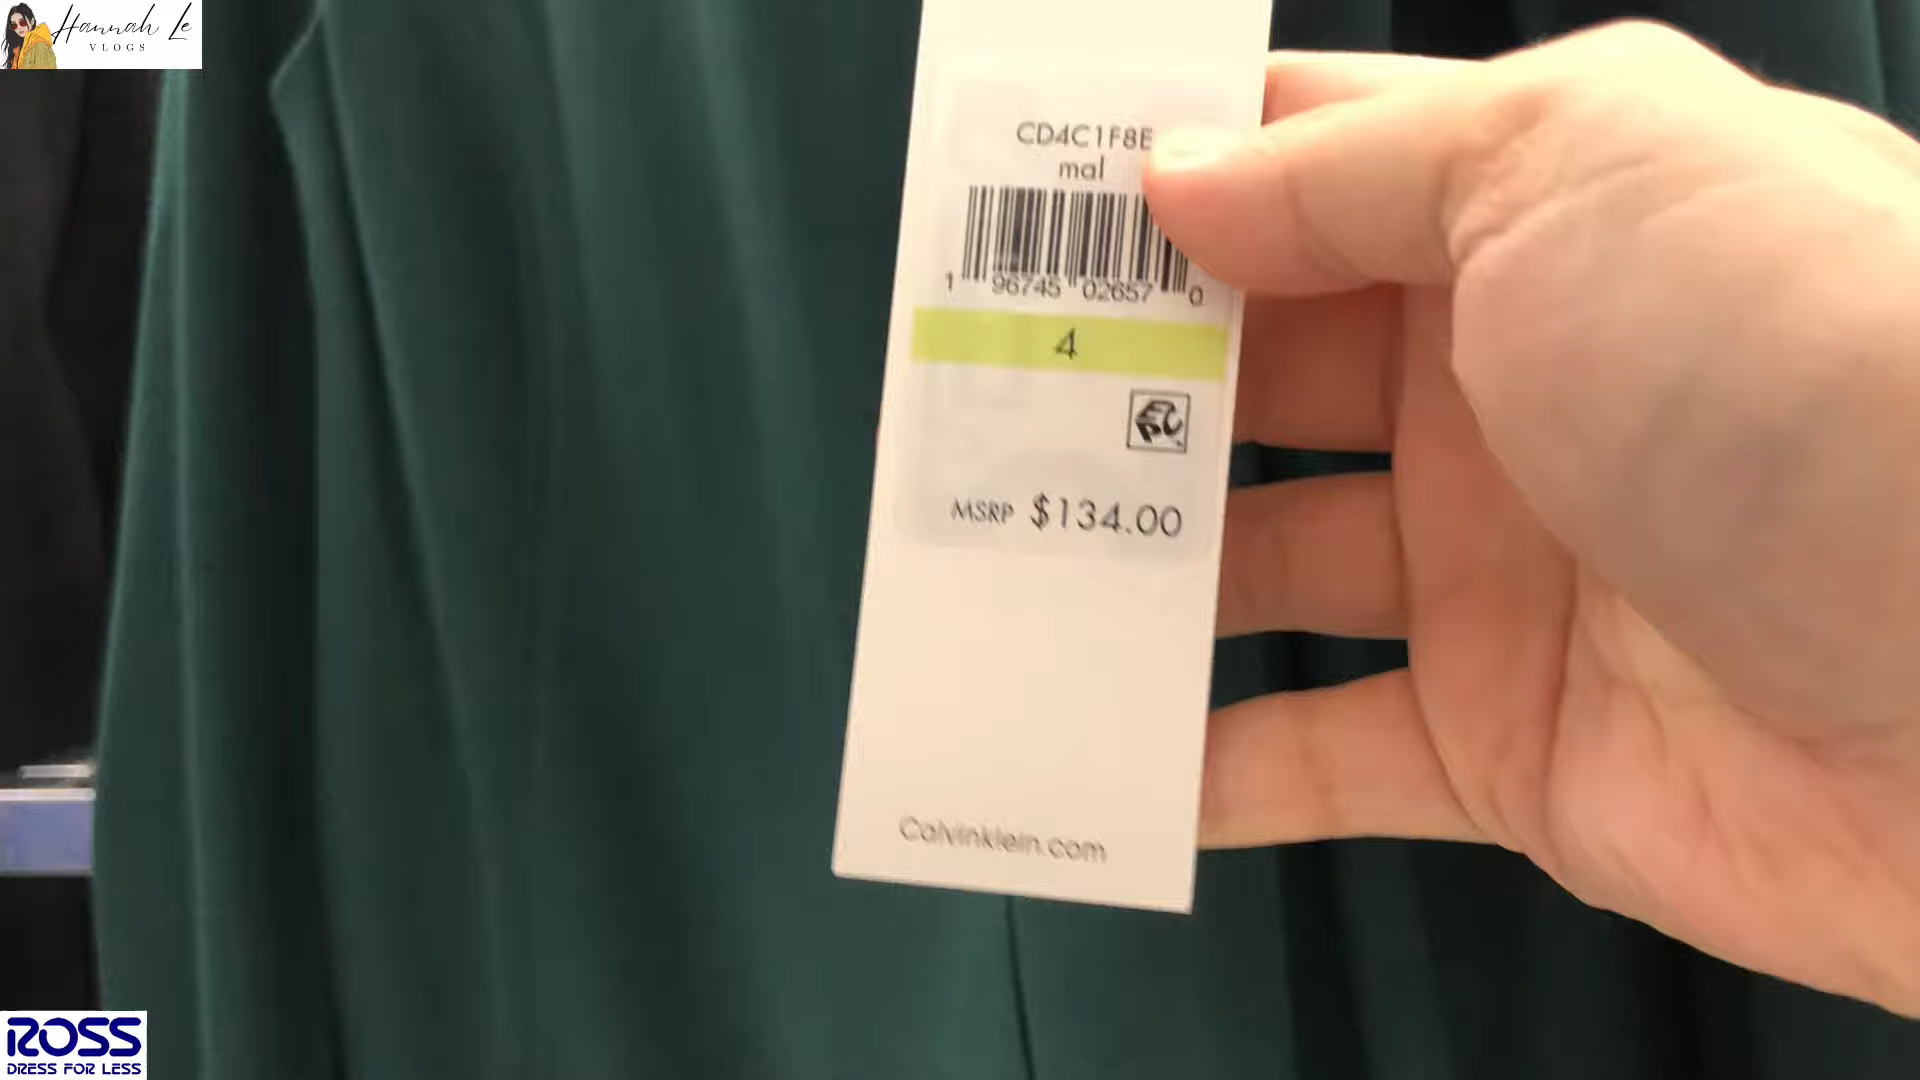 Hannah Le
VLOGS
CD4C1F8E
mal
1 96745 02657 0
4
EPC
MSRP $134.00
Calvinklein.com
ROSS
DRESS FOR LESS